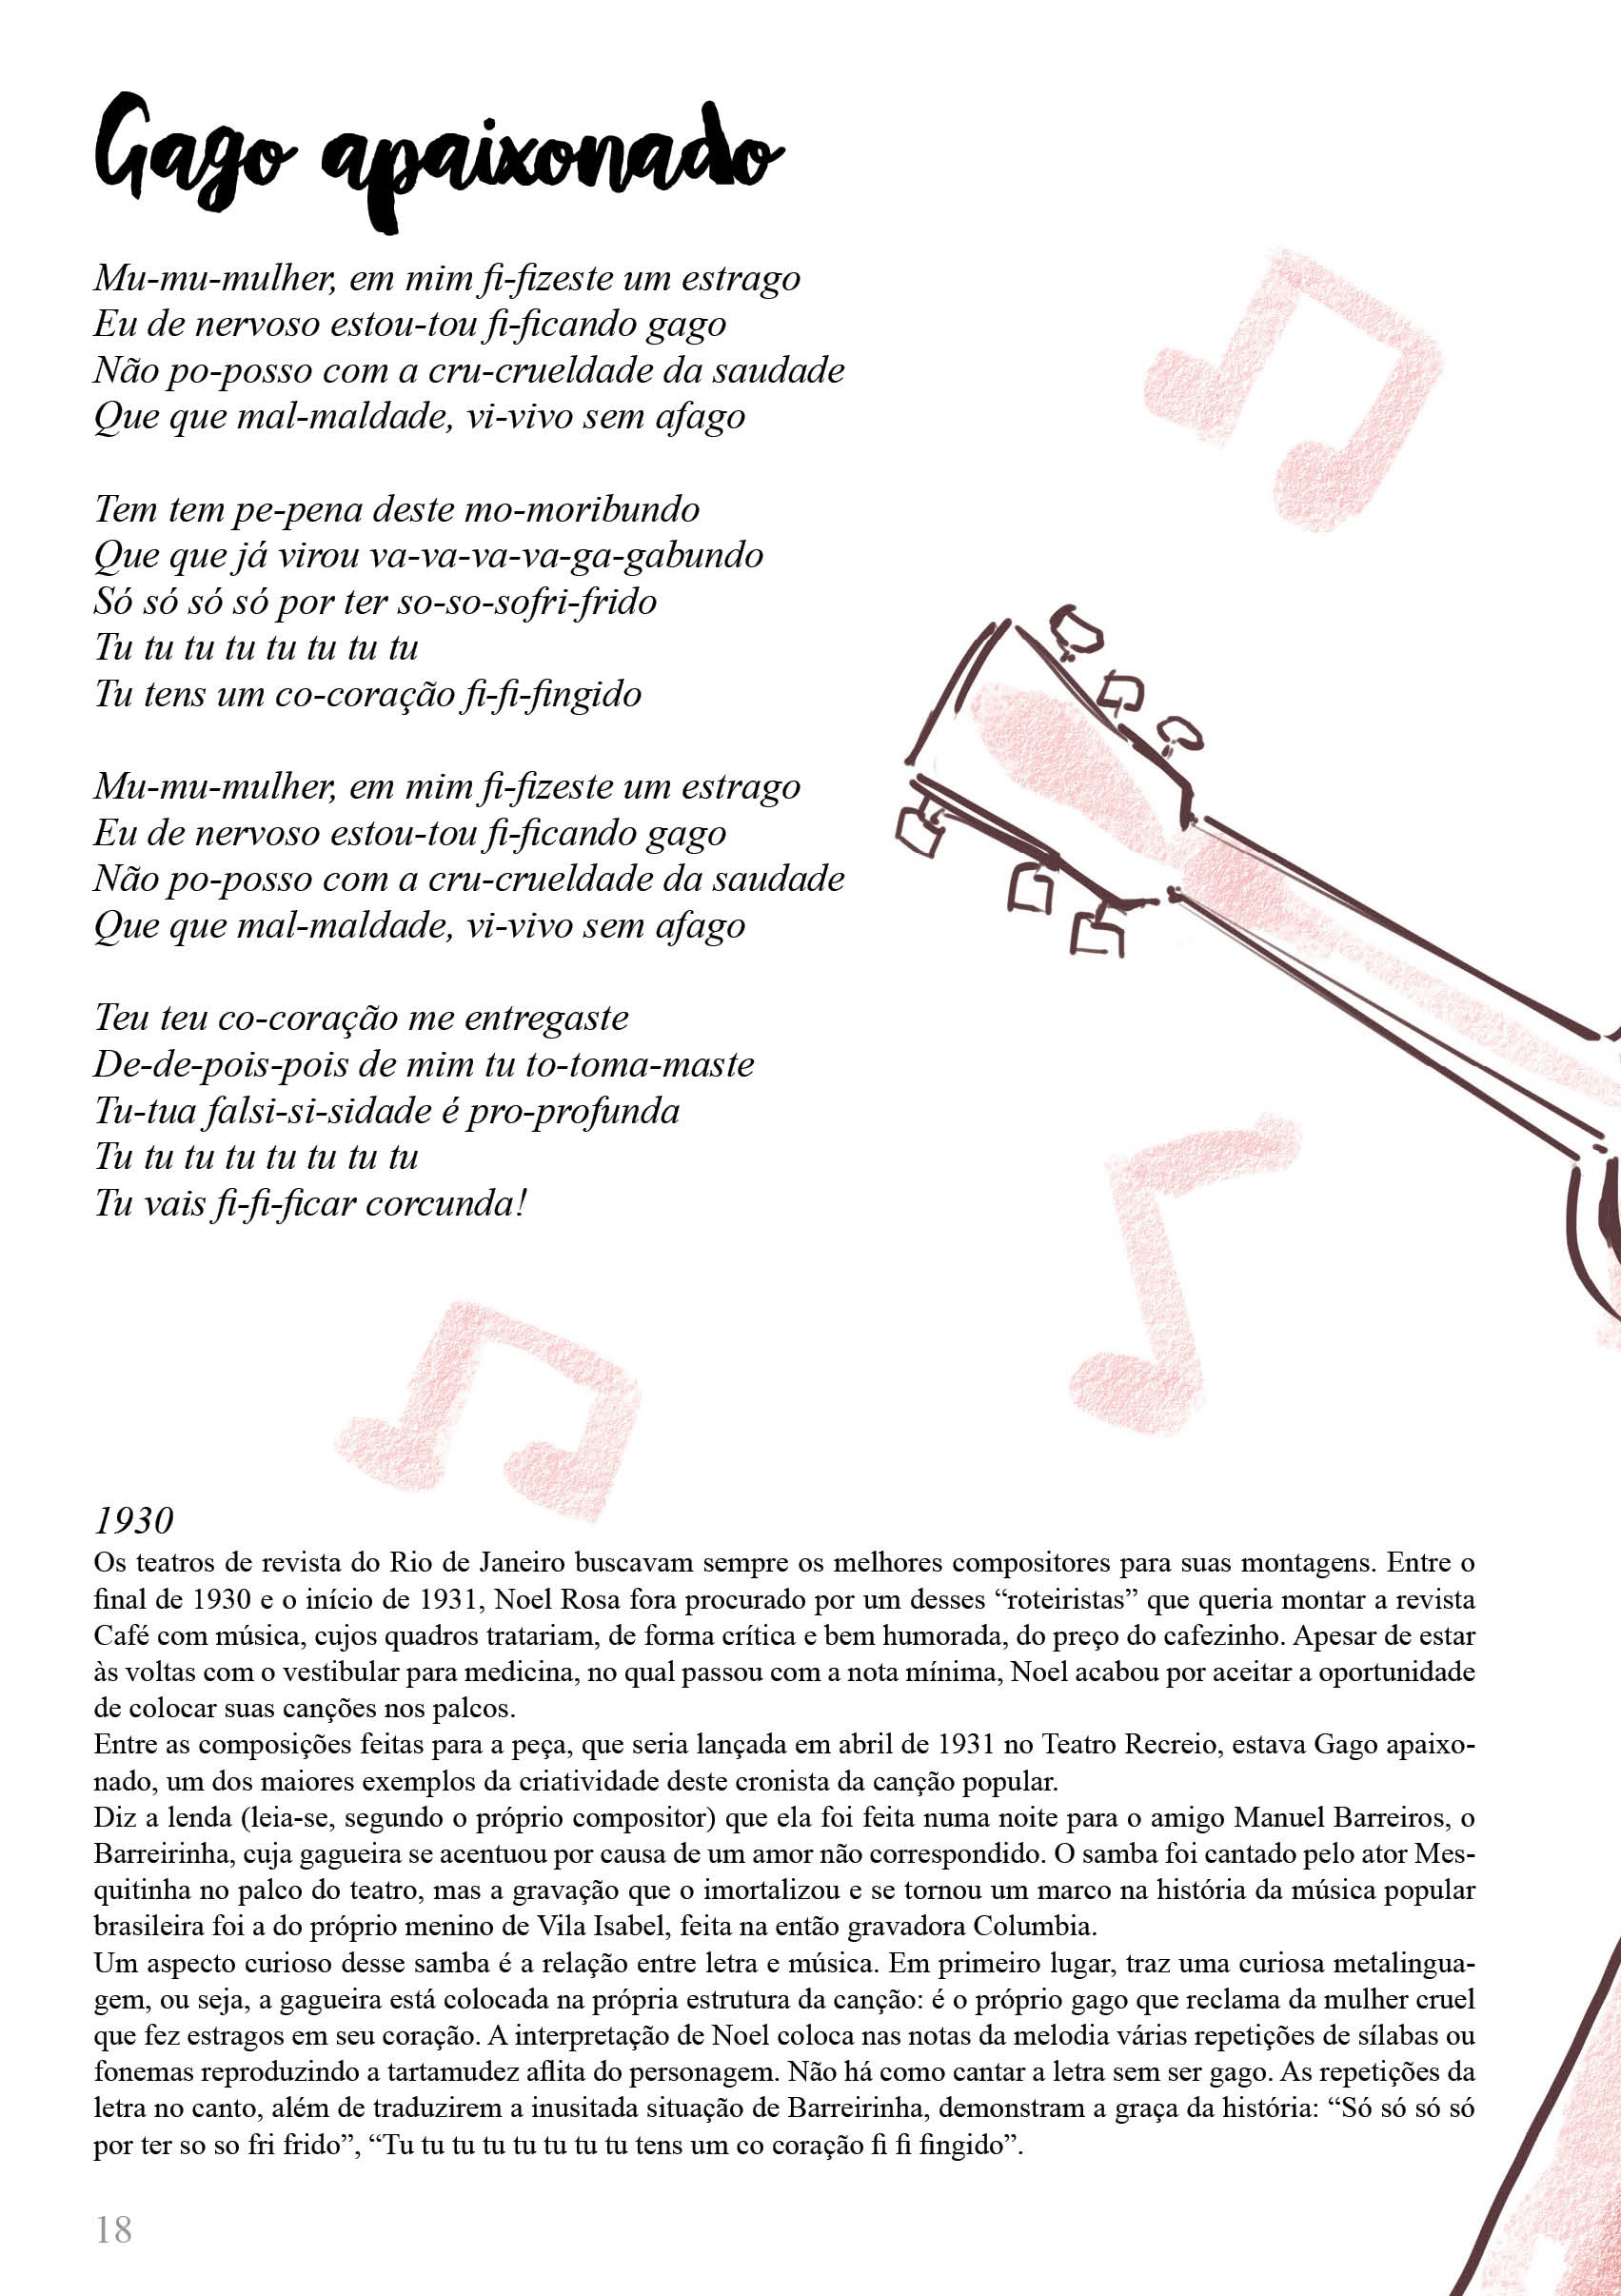 Gago apaixonado
Mu-mu-mulher, em mim fi-fizeste um estrago
Eu de nervoso estou-tou fi-ficando gago
Não po-posso com a cru-crueldade da saudade
Que que mal-maldade, vi-vivo sem afago
Tem tem pe-pena deste mo-moribundo
Que que já virou va-va-va-va-ga-gabundo
Só só só só por ter so-so-sofri-frido
Tu tu tu tu tu tu tu tu
Tu tens um co-coração fi-fi-fingido
Mu-mu-mulher, em mim fi-fizeste um estrago
Eu de nervoso estou-tou fi-ficando gago
Não po-posso com a cru-crueldade da saudade
Que que mal-maldade, vi-vivo sem afago
Teu teu co-coração me entregaste
De-de-pois-pois de mim tu to-toma-maste
Tu-tua falsi-si-sidade é pro-profunda
Tu tu tu tu tu tu tu tu
Tu vais fi-fi-ficar corcunda!
1930
Os teatros de revista do Rio de Janeiro buscavam sempre os melhores compositores para suas montagens. Entre o
final de 1930 e o início de 1931, Noel Rosa fora procurado por um desses “roteiristas” que queria montar a revista
Café com música, cujos quadros tratariam, de forma crítica e bem humorada, do preço do cafezinho. Apesar de estar
às voltas com o vestibular para medicina, no qual passou com a nota mínima, Noel acabou por aceitar a oportunidade
de colocar suas canções nos palcos.
Entre as composições feitas para a peça, que seria lançada em abril de 1931 no Teatro Recreio, estava Gago apaixo-
nado, um dos maiores exemplos da criatividade deste cronista da canção popular.
Diz a lenda (leia-se, segundo o próprio compositor) que ela foi feita numa noite para o amigo Manuel Barreiros, o
Barreirinha, cuja gagueira se acentuou por causa de um amor não correspondido. O samba foi cantado pelo ator Mes-
quitinha no palco do teatro, mas a gravação que o imortalizou e se tornou um marco na história da música popular
brasileira foi a do próprio menino de Vila Isabel, feita na então gravadora Columbia.
Um aspecto curioso desse samba é a relação entre letra e música. Em primeiro lugar, traz uma curiosa metalingua-
gem, ou seja, a gagueira está colocada na própria estrutura da canção: é o próprio gago que reclama da mulher cruel
que fez estragos em seu coração. A interpretação de Noel coloca nas notas da melodia várias repetições de sílabas ou
fonemas reproduzindo a tartamudez aflita do personagem. Não há como cantar a letra sem ser gago. As repetições da
letra no canto, além de traduzirem a inusitada situação de Barreirinha, demonstram a graça da história: “Só só só só
por ter so so fri frido”, “Tu tu tu tu tu tu tu tu tens um co coração fi fi fingido”.
18